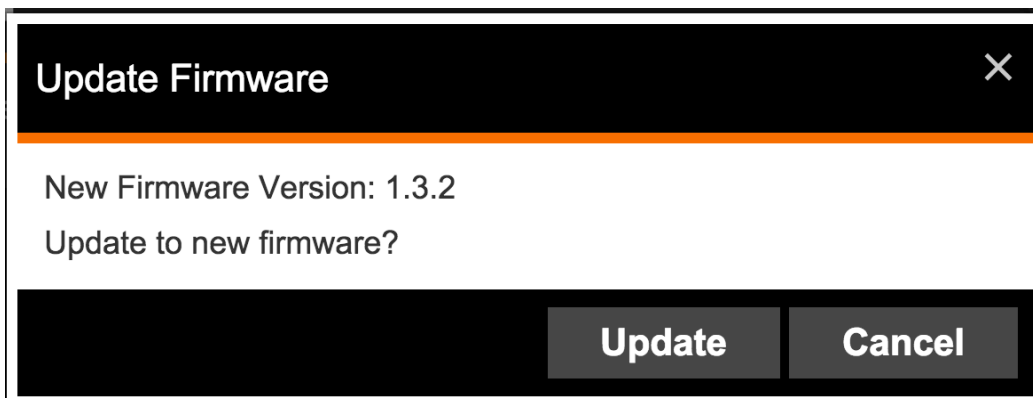 Update Firmware
New Firmware Version: 1.3.2
Update to new firmware?
Update Cancel